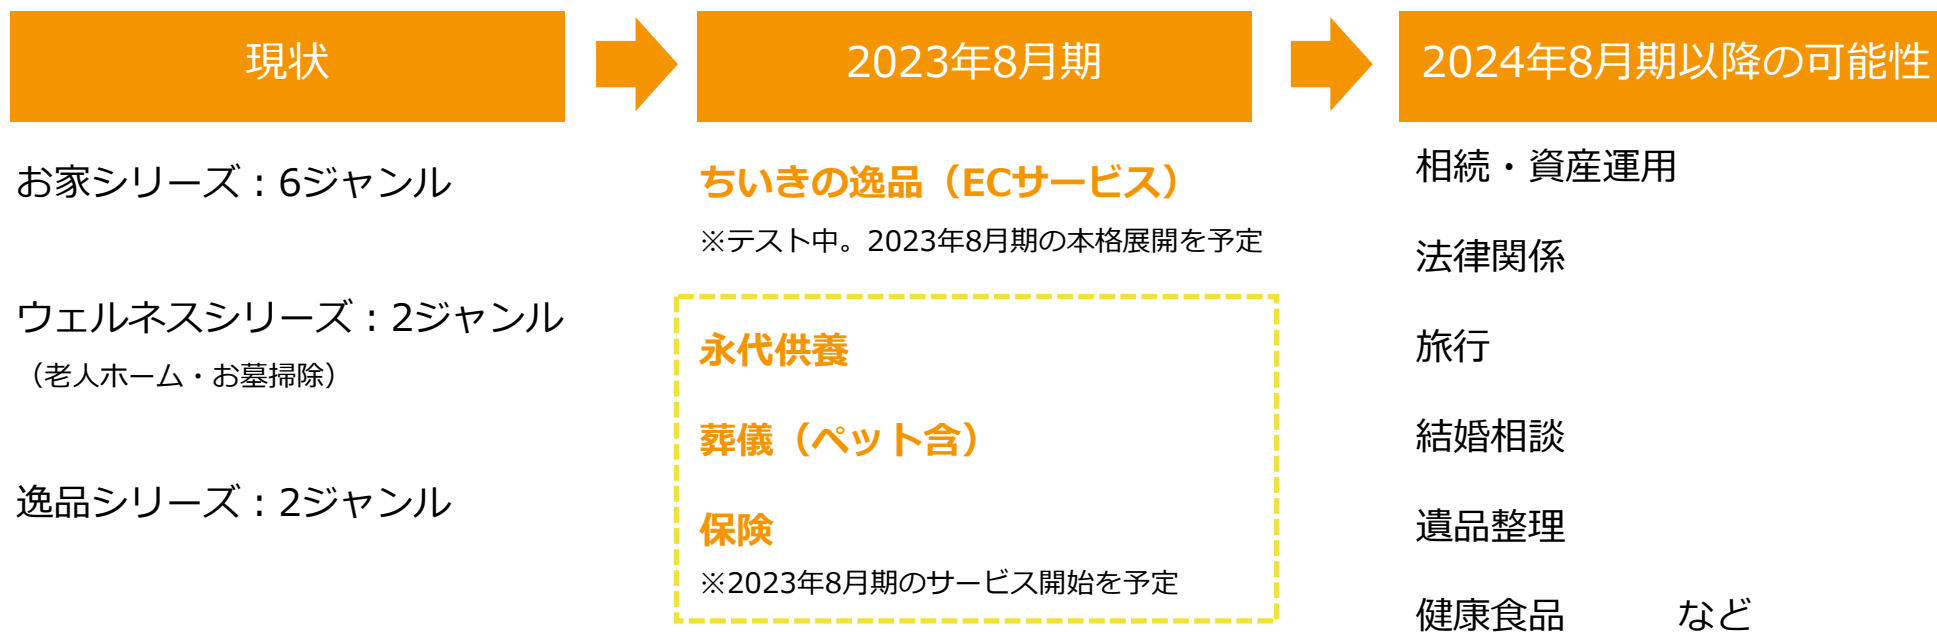 現状
お家シリーズ：6ジャンル
ウェルネスシリーズ：2ジャンル
（老人ホーム・お墓掃除）
逸品シリーズ：2ジャンル
2023年8月期
ちいきの逸品（ECサービス）
※テスト中。2023年8月期の本格展開を予定
永代供養
葬儀（ペット含）
保険
※2023年8月期のサービス開始を予定
2024年8月期以降の可能性
相続・資産運用
法律関係
旅行
結婚相談
遺品整理
健康食品　　　など